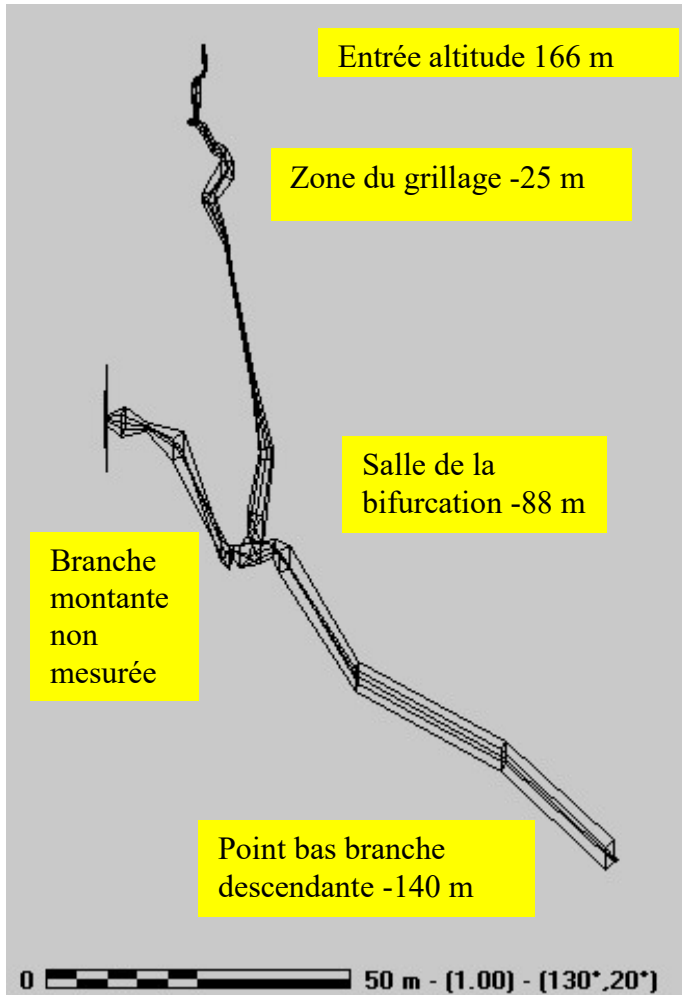 Entrée altitude 166 m
Zone du grillage -25 m
Salle de la
bifurcation -88 m
Branche
montante
non
mesurée
Point bas branche
descendante -140 m
0 50 m - (1.00) - (130°,20°)